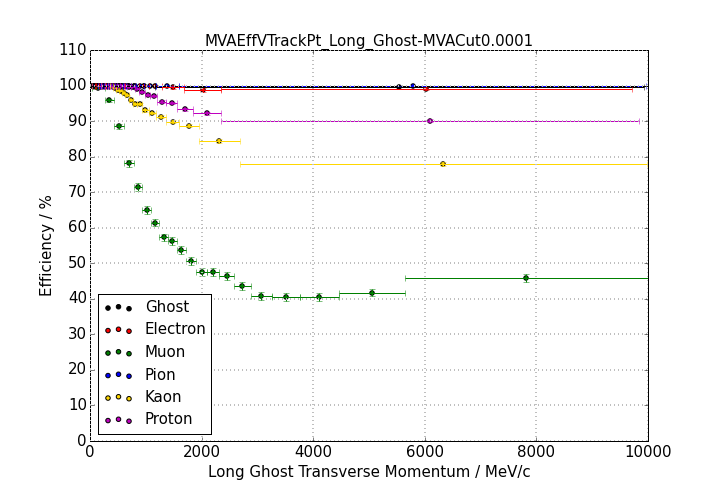 MVAEffVTrackPt_Long_Ghost-MVACut0.0001
110
100
90
80
70
60
50
40
30
20
10
0
Efficiency / %
Ghost
Electron
Muon
Pion
Kaon
Proton
0 2000 4000 6000 8000 10000
Long Ghost Transverse Momentum / MeV/c